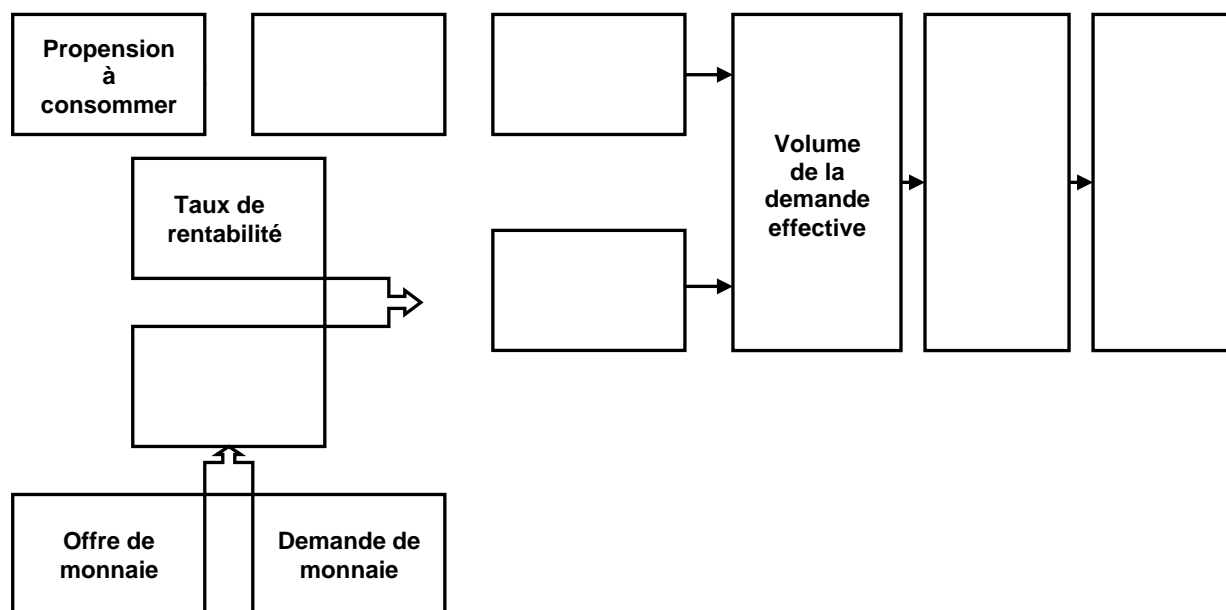 Propension
à
consommer
Volume
de la
demande
effective
Taux de
rentabilité
Offre de
monnaie
Demande de
monnaie